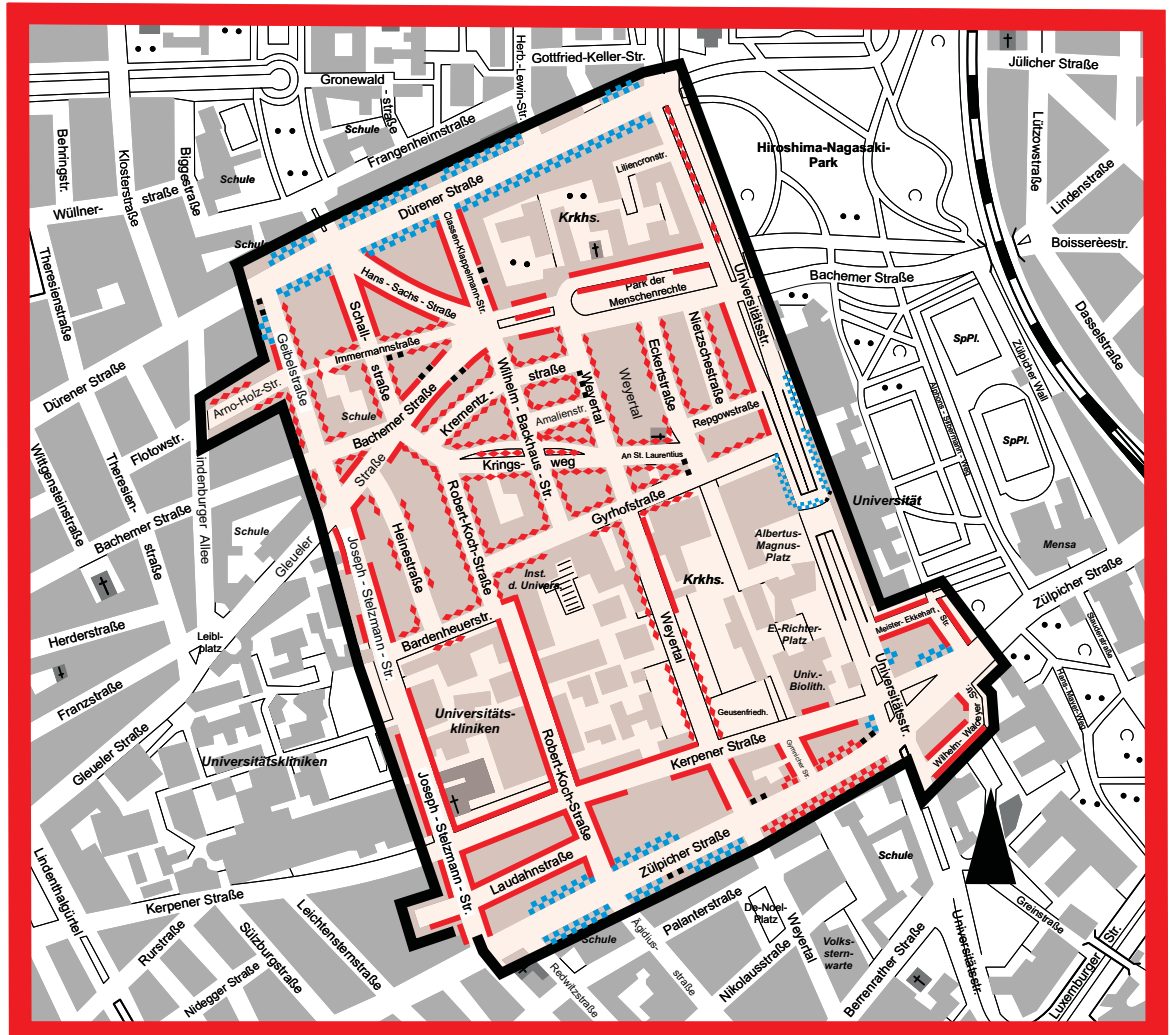 Gottfried-Keller-Str.
Herb.-Lewin-Str.
Gronewald
- straße
Schule
Frangenheimstraße
Jülicher Straße
Lützowstraße
Lindenstraße
Boisserèestr.
Dasselstraße
Behringstr.
Klosterstraße
Biggestraße
Schule
Wüllner-
straße
Theresienstraße
Hiroshima-Nagasaki-
Park
Liliencronstr.
Krkhs.
Dürener Straße
Classen-Kappelmann-Str.
Hans - Sachs - Straße
Park der
Menschenrechte
Bachemer Straße
Universitätsstr.
Schall-
straße
Immermannstraße
Geibelstraße
Arno-Holz-Str.
Schule
Bachemer Straße
Krementz-
straße
Wilhelm - Backhaus - Str.
Amalienstr.
Weyertal
Weyertal
Eckertstraße
Nietzschestraße
Repgowstraße
An St. Laurentius
Krings-
weg
Gyrhofstraße
SpPl.
SpPl.
Zülpicher Wall
Dürener Straße
Flotowstr.
Wittgensteinstraße
Theresien-
straße
Bachemer Straße
indenburger Allee
Schule
Gleueler
Straße
Robert-Koch-Straße
Heinestraße
Joseph - Stelzmann - Str.
Inst.
d. Univers.
Krkhs.
Albertus-
Magnus-
Platz
Universität
Mensa
Zülpicher Straße
Stauderstraße
Hans-Mayer-Weg
Herderstraße
Leibl-
platz
Franzstraße
Gleueler Straße
Universitätskliniken
Bardenheuerstr.
Universitäts-
kliniken
Weyertal
E.-Richter-
Platz
Univ.-
Biolith.
Geusenfriedh.
Meister- Ekkehart
Str.
Universitätsstr.
Wilhelm- Waldeyer
Str.
Kerpener Straße
Gyrnicher Str.
Robert-Koch-Straße
Joseph - Stelzmann - Str.
Laudahnstraße
Zülpicher Straße
Schule
Lindenthalgürtel
Kerpener Straße
Rurstraße
Nidegger Straße
Sülzburgstraße
Leichtensternstraße
Schule
Redwitzstraße
Ägidius-
straße
Palanterstraße
De-Noel-
Platz
Nikolausstraße
Weyertal
Volks-
stern-
warte
Berrenrather Straße
Universitätsstr.
Greinstraße
Luxemburger
Str.